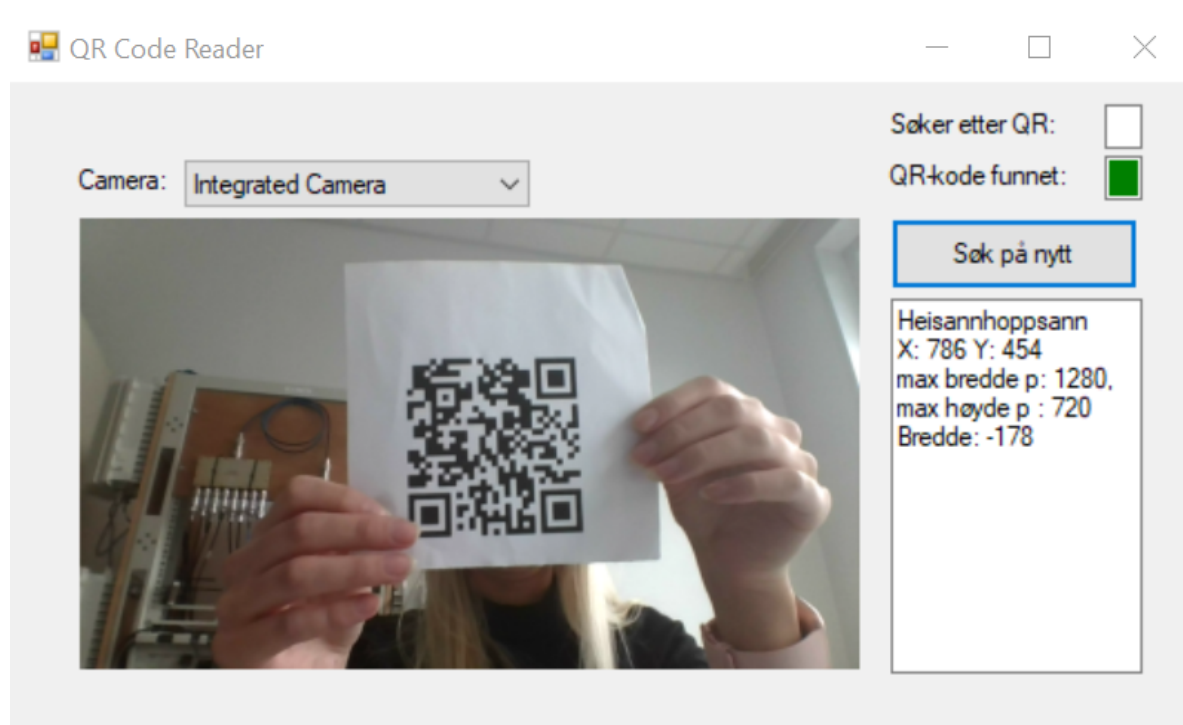 QR Code Reader
Søker etter QR:
Camera:
Integrated Camera
QR-kode funnet:
Søk på nytt
Heisannhoppsann
X: 786 Y: 454
max bredde p: 1280,
max høyde p : 720
Bredde: -178